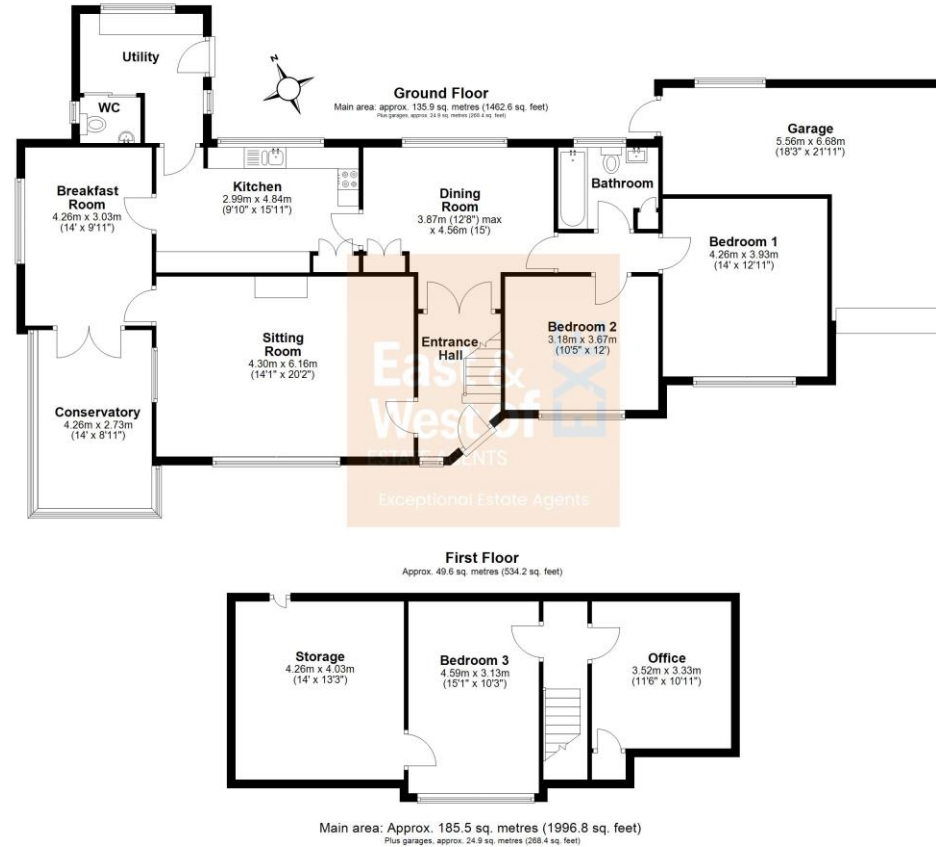 Utility
WC
N
Ground Floor
Main area: approx. 135.9 sq. metres (1462.6 sq. feet)
Plus garages, approx. 24.9 sq. metres (268.4 sq. feet)
Garage
5.56m x 6.68m
(18'3" x 21'11")
Breakfast
Room
4.26m x 3.03m
(14' x 9'11")
Kitchen
2.99m x 4.84m
(9'10" x 15'11")
Dining
Room
3.87m (12'8") max
x 4.56m (15')
Bathroom
Bedroom 1
4.26m x 3.93m
(14' x 12'11")
Sitting
Room
4.30m x 6.16m
(14'1" x 20'2")
Entrance
Hall
Bedroom 2
3.18m x 3.67m
(10'5" x 12')
Conservatory
4.26m x 2.73m
(14' x 8'11")
East &
West of
EX
ESTATE AGENTS
Exceptional Estate Agents
First Floor
Approx. 49.6 sq. metres (534.2 sq. feet)
Storage
4.26m x 4.03m
(14' x 13'3")
Bedroom 3
4.59m x 3.13m
(15'1" x 10'3")
Office
3.52m x 3.33m
(11'6" x 10'11")
Main area: Approx. 185.5 sq. metres (1996.8 sq. feet)
Plus garages, approx. 24.9 sq. metres (268.4 sq. feet)